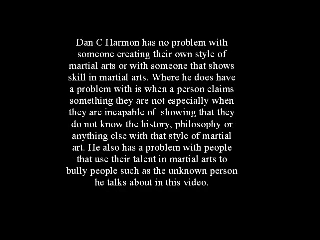 Dan C Harmon has no problem with
someone creating their own style of
martial arts or with someone that shows
skill in martial arts. Where he does have
a problem with is when a person claims
something they are not especially when
they are incapable of showing that they
do not know the history, philosophy or
anything else with that style of martial
art. He also has a problem with people
that use their talent in martial arts to
bully people such as the unknown person
he talks about in this video.